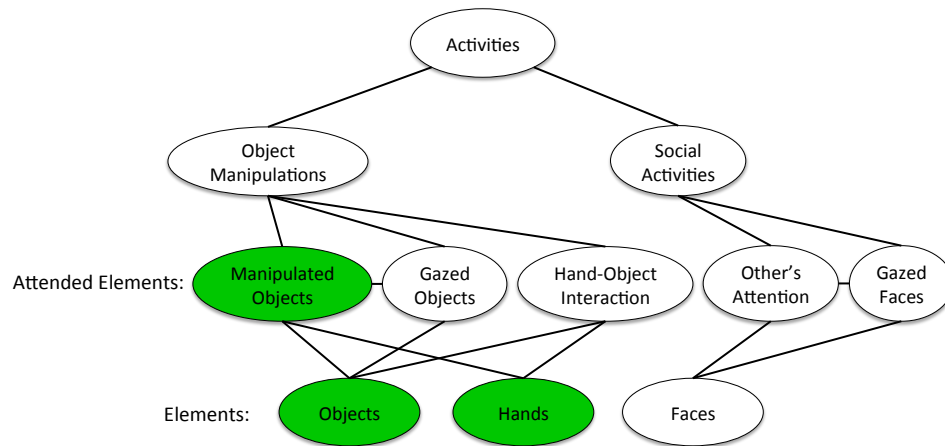 Activities
Object
Manipulations
Social
Activities
Attended Elements:
Manipulated
Objects
Gazed
Objects
Hand-Object
Interaction
Other's
Attention
Gazed
Faces
Elements:
Objects
Hands
Faces